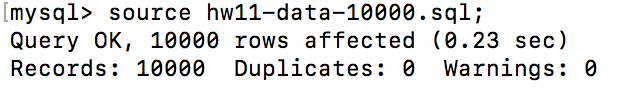 [mysql> source hw11-data-10000.sql;
Query OK, 10000 rows affected (0.23 sec)
Records: 10000  Duplicates: 0  Warnings: 0